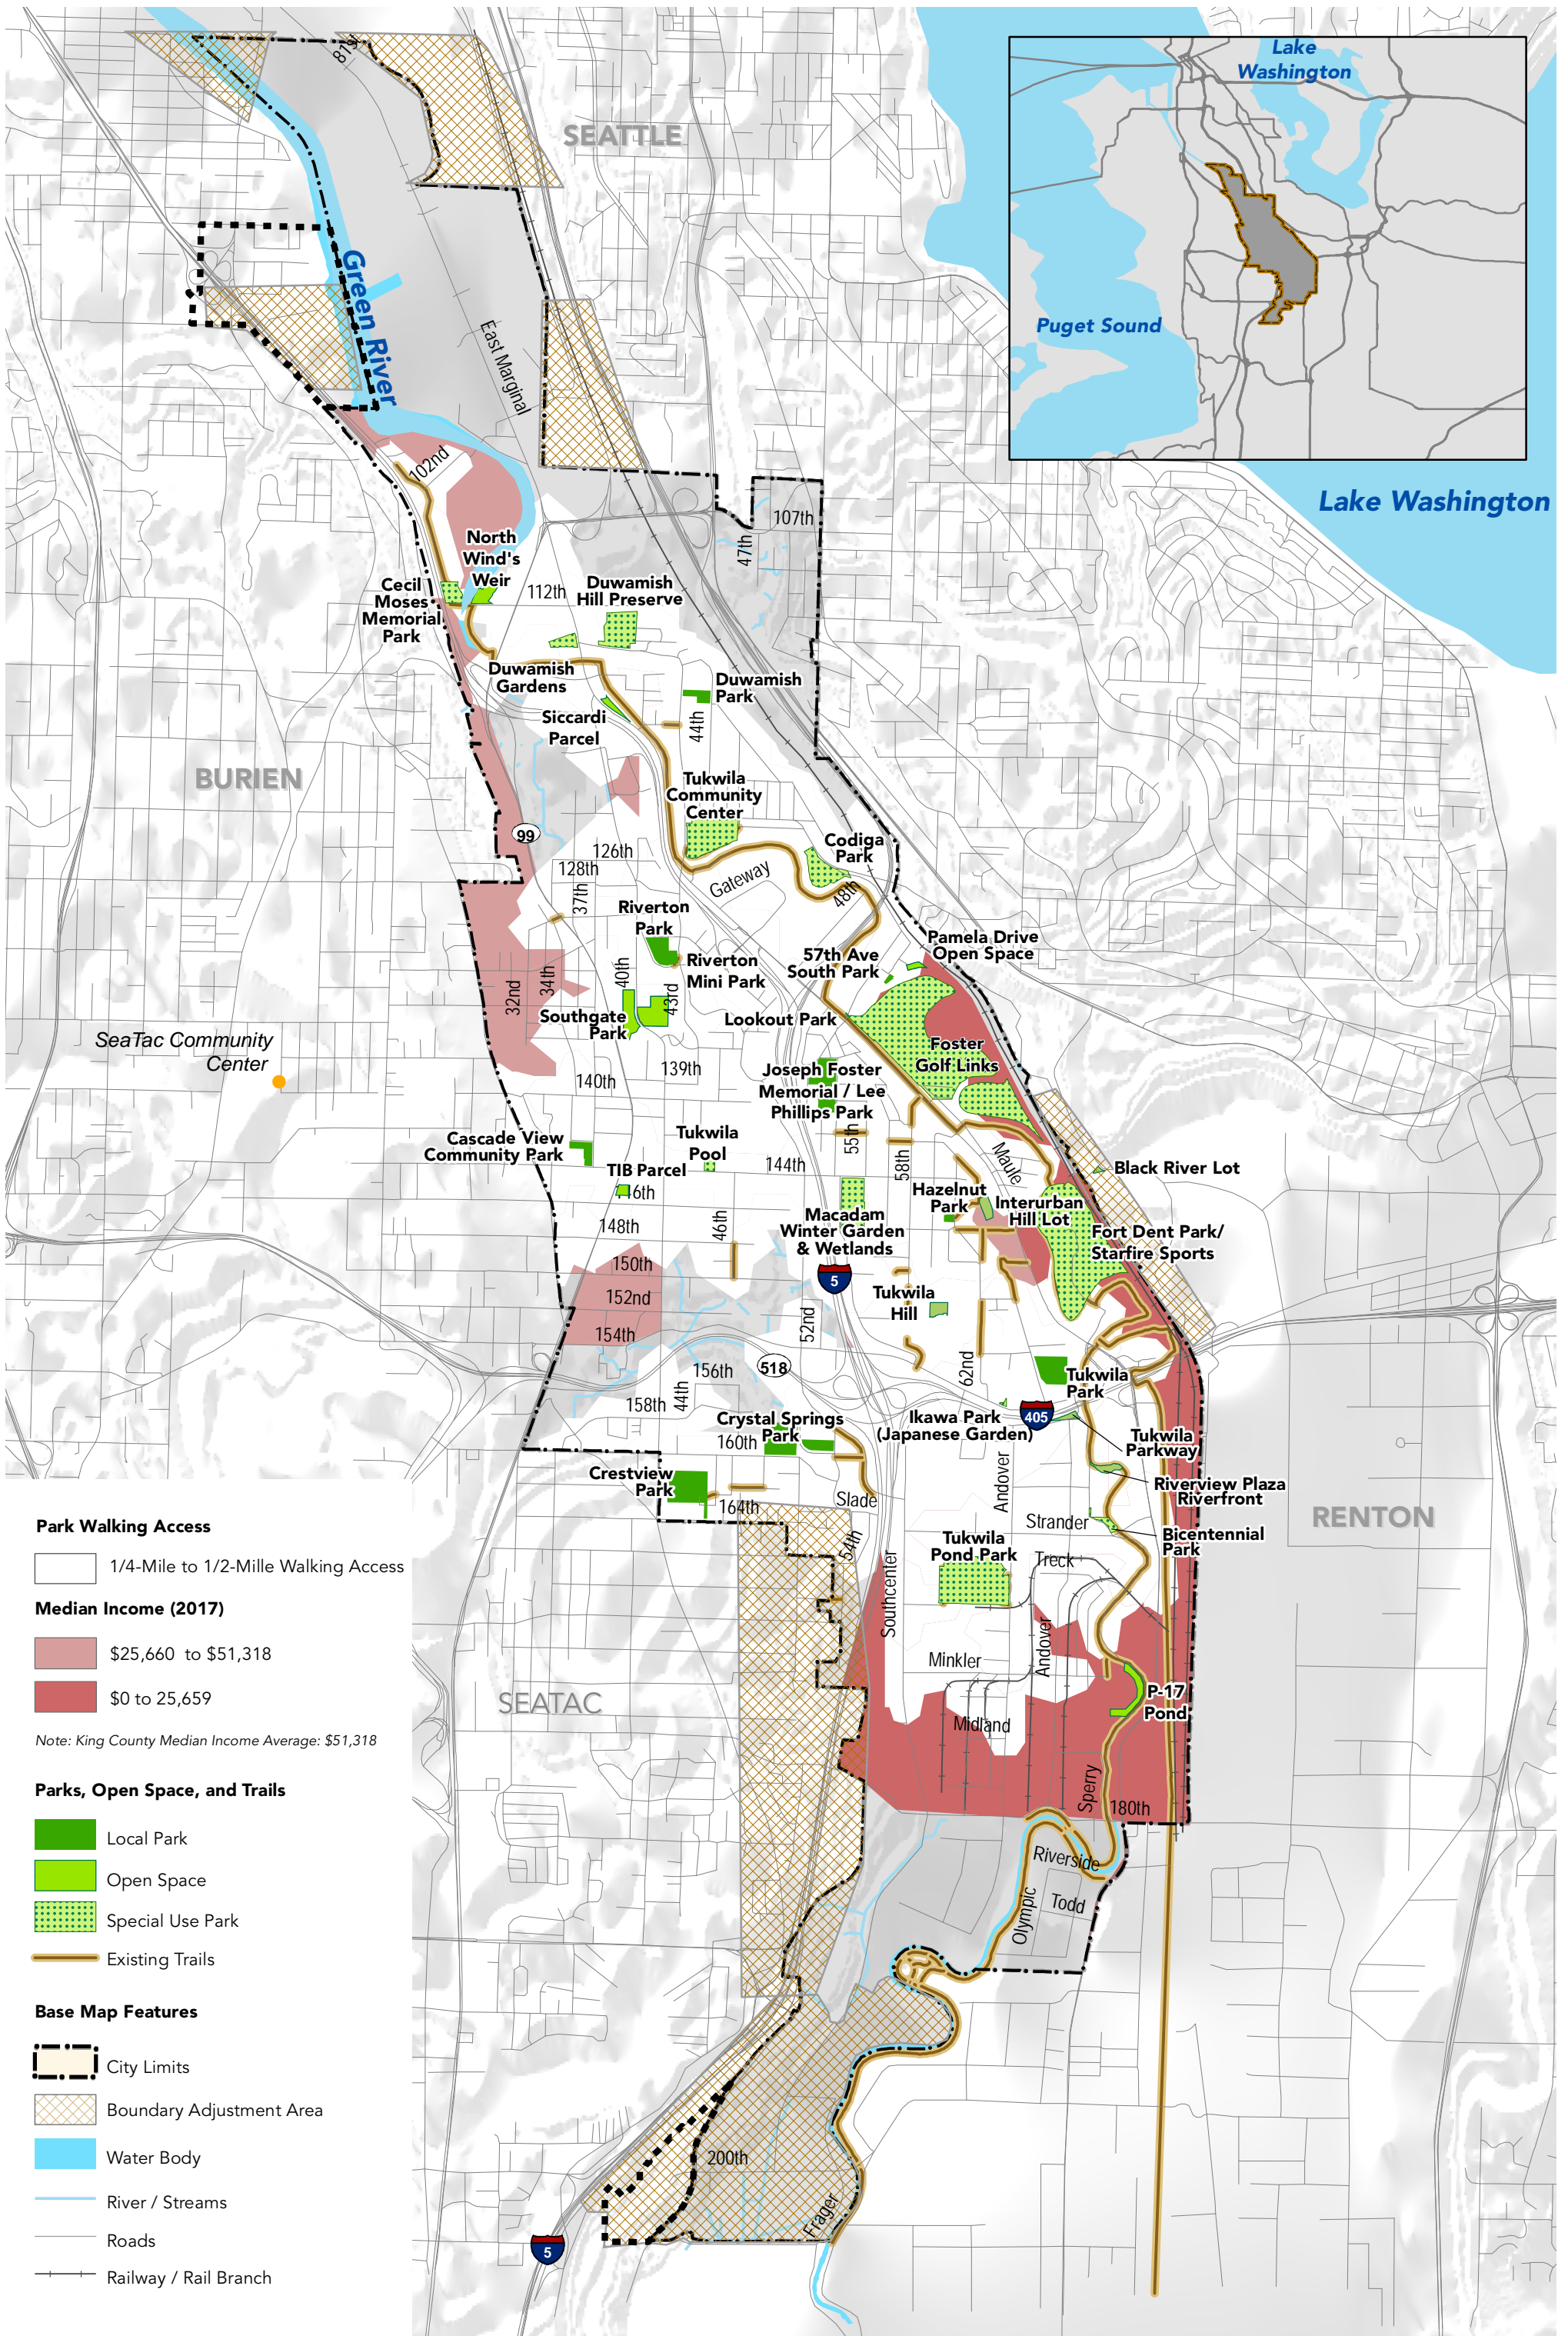 Lake
Washington
Puget Sound
Lake Washington
SEATTLE
81st
Green River
East Marginal
102nd
107th
47th
North
Wind's
Weir
112th
Duwamish
Hill Preserve
Cecil
Moses
Memorial
Park
Duwamish
Gardens
Duwamish
Park
Siccardi
Parcel
44th
BURIEN
Tukwila
Community
Center
99
126th
128th
37th
Gateway
Codiga
Park
48th
Riverton
Park
Riverton
Mini Park
57th Ave
South Park
Pamela Drive
Open Space
32nd
34th
40th
43rd
Southgate
Park
Lookout Park
SeaTac Community
Center
Foster
Golf Links
139th
140th
Joseph Foster
Memorial / Lee
Phillips Park
55th
58th
Maule
Cascade View
Community Park
Tukwila
Pool
144th
TIB Parcel
146th
Black River Lot
148th
46th
Hazelnut
Park
Interurban
Hill Lot
Macadam
Winter Garden
& Wetlands
Fort Dent Park/
Starfire Sports
150th
152nd
154th
5
52nd
Tukwila
Hill
62nd
518
156th
158th
44th
Tukwila
Park
405
Ikawa Park
(Japanese Garden)
Crystal Springs
Park
160th
Tukwila
Parkway
Crestview
Park
164th
Slade
Andover
Riverview Plaza
Riverfront
RENTON
Strander
Bicentennial
Park
54th
Southcenter
Tukwila
Pond Park
Treck
Andover
Minkler
SEATAC
P-17
Pond
Midland
Sperry
180th
Riverside
Olympic
Todd
200th
Frager
5
Park Walking Access
1/4-Mile to 1/2-Mille Walking Access
Median Income (2017)
$25,660 to $51,318
$0 to 25,659
Note: King County Median Income Average: $51,318
Parks, Open Space, and Trails
Local Park
Open Space
Special Use Park
Existing Trails
Base Map Features
City Limits
Boundary Adjustment Area
Water Body
River / Streams
Roads
Railway / Rail Branch